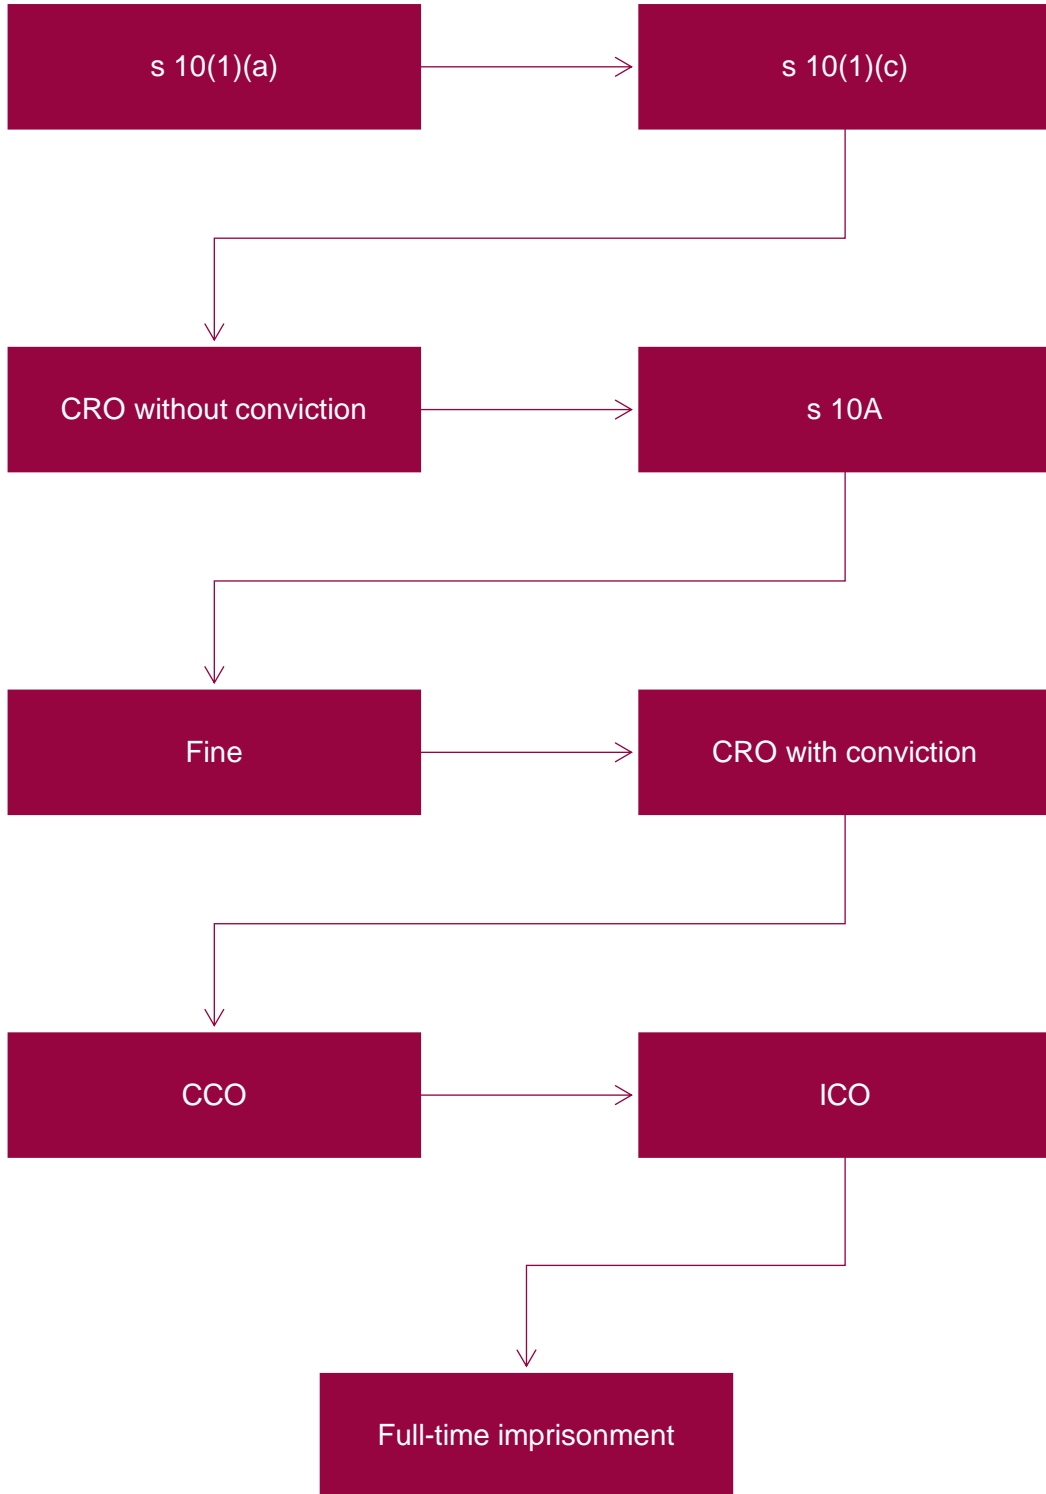 s 10(1)(a)
s 10(1)(c)
CRO without conviction
s 10A
Fine
CRO with conviction
CCO
ICO
Full-time imprisonment